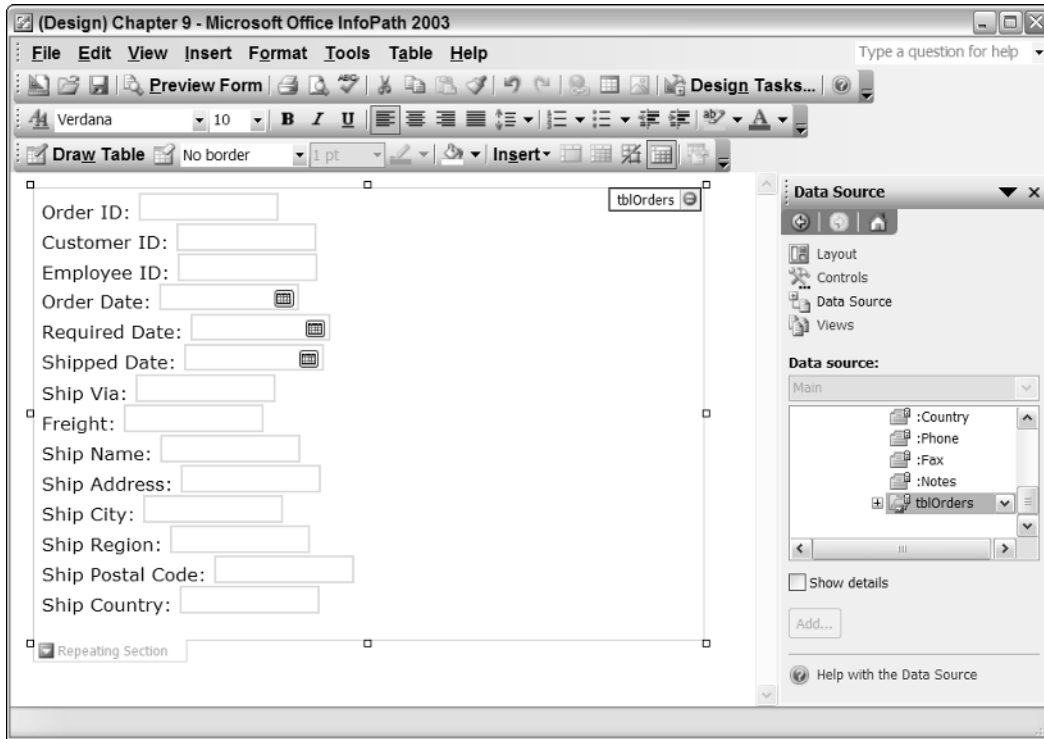 (Design) Chapter 9 - Microsoft Office InfoPath 2003
File Edit View Insert Format Tools Table Help
Type a question for help
Preview Form ABC Design Tasks...
Verdana 10 B I U ab A
Draw Table No border 1 pt Insert
tblOrders
Order ID:
Customer ID:
Employee ID:
Order Date:
Required Date:
Shipped Date:
Ship Via:
Freight:
Ship Name:
Ship Address:
Ship City:
Ship Region:
Ship Postal Code:
Ship Country:
Repeating Section
Data Source
Layout
Controls
Data Source
Views
Data source:
Main
:Country
:Phone
:Fax
:Notes
tblOrders
Show details
Add...
Help with the Data Source